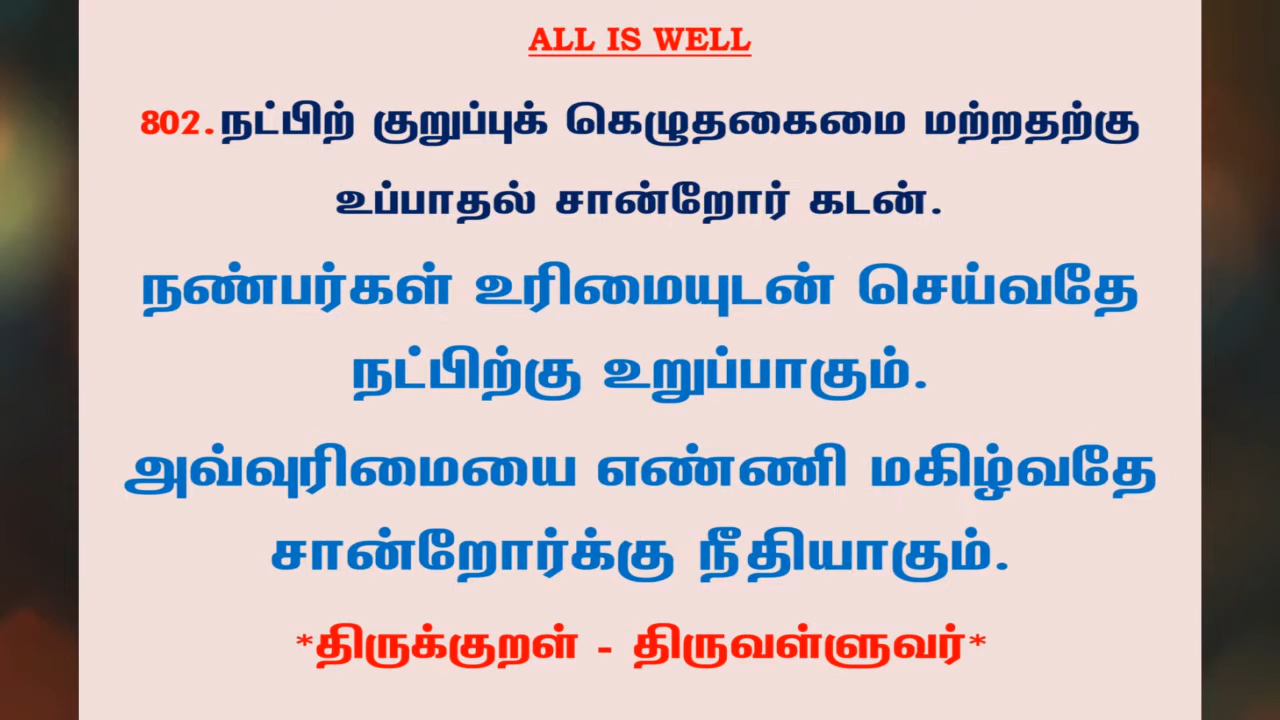 ALL IS WELL
802.நட்பிற் குறுப்புக் கெழுதகைமை மற்றதற்கு
உப்பாதல் சான்றோர் கடன்.
நண்பர்கள் உரிமையுடன் செய்வதே
நட்பிற்கு உறுப்பாகும்.
அவ்வுரிமையை எண்ணி மகிழ்வதே
சான்றோர்க்கு நீதியாகும்.
*திருக்குறள் - திருவள்ளுவர்*